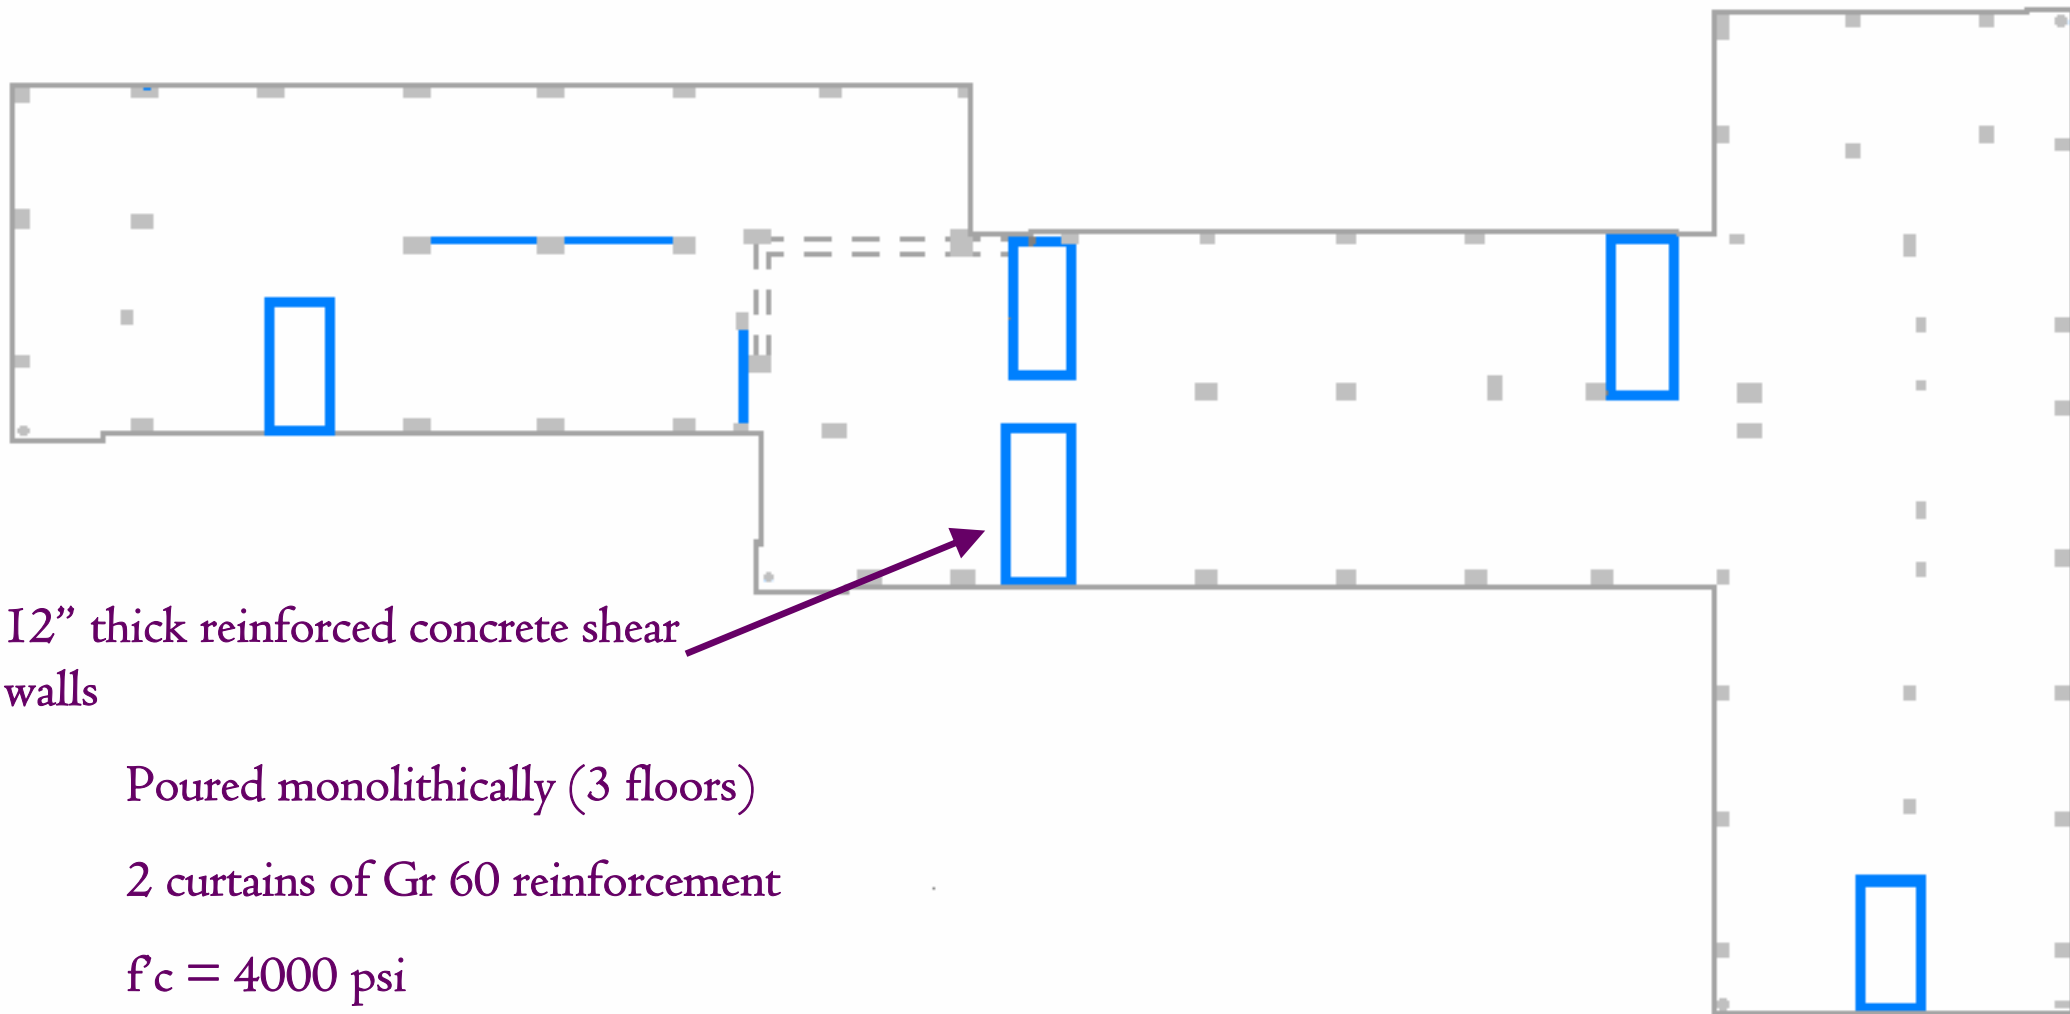 12” thick reinforced concrete shear
walls
Poured monolithically (3 floors)
2 curtains of Gr 60 reinforcement
f’c = 4000 psi